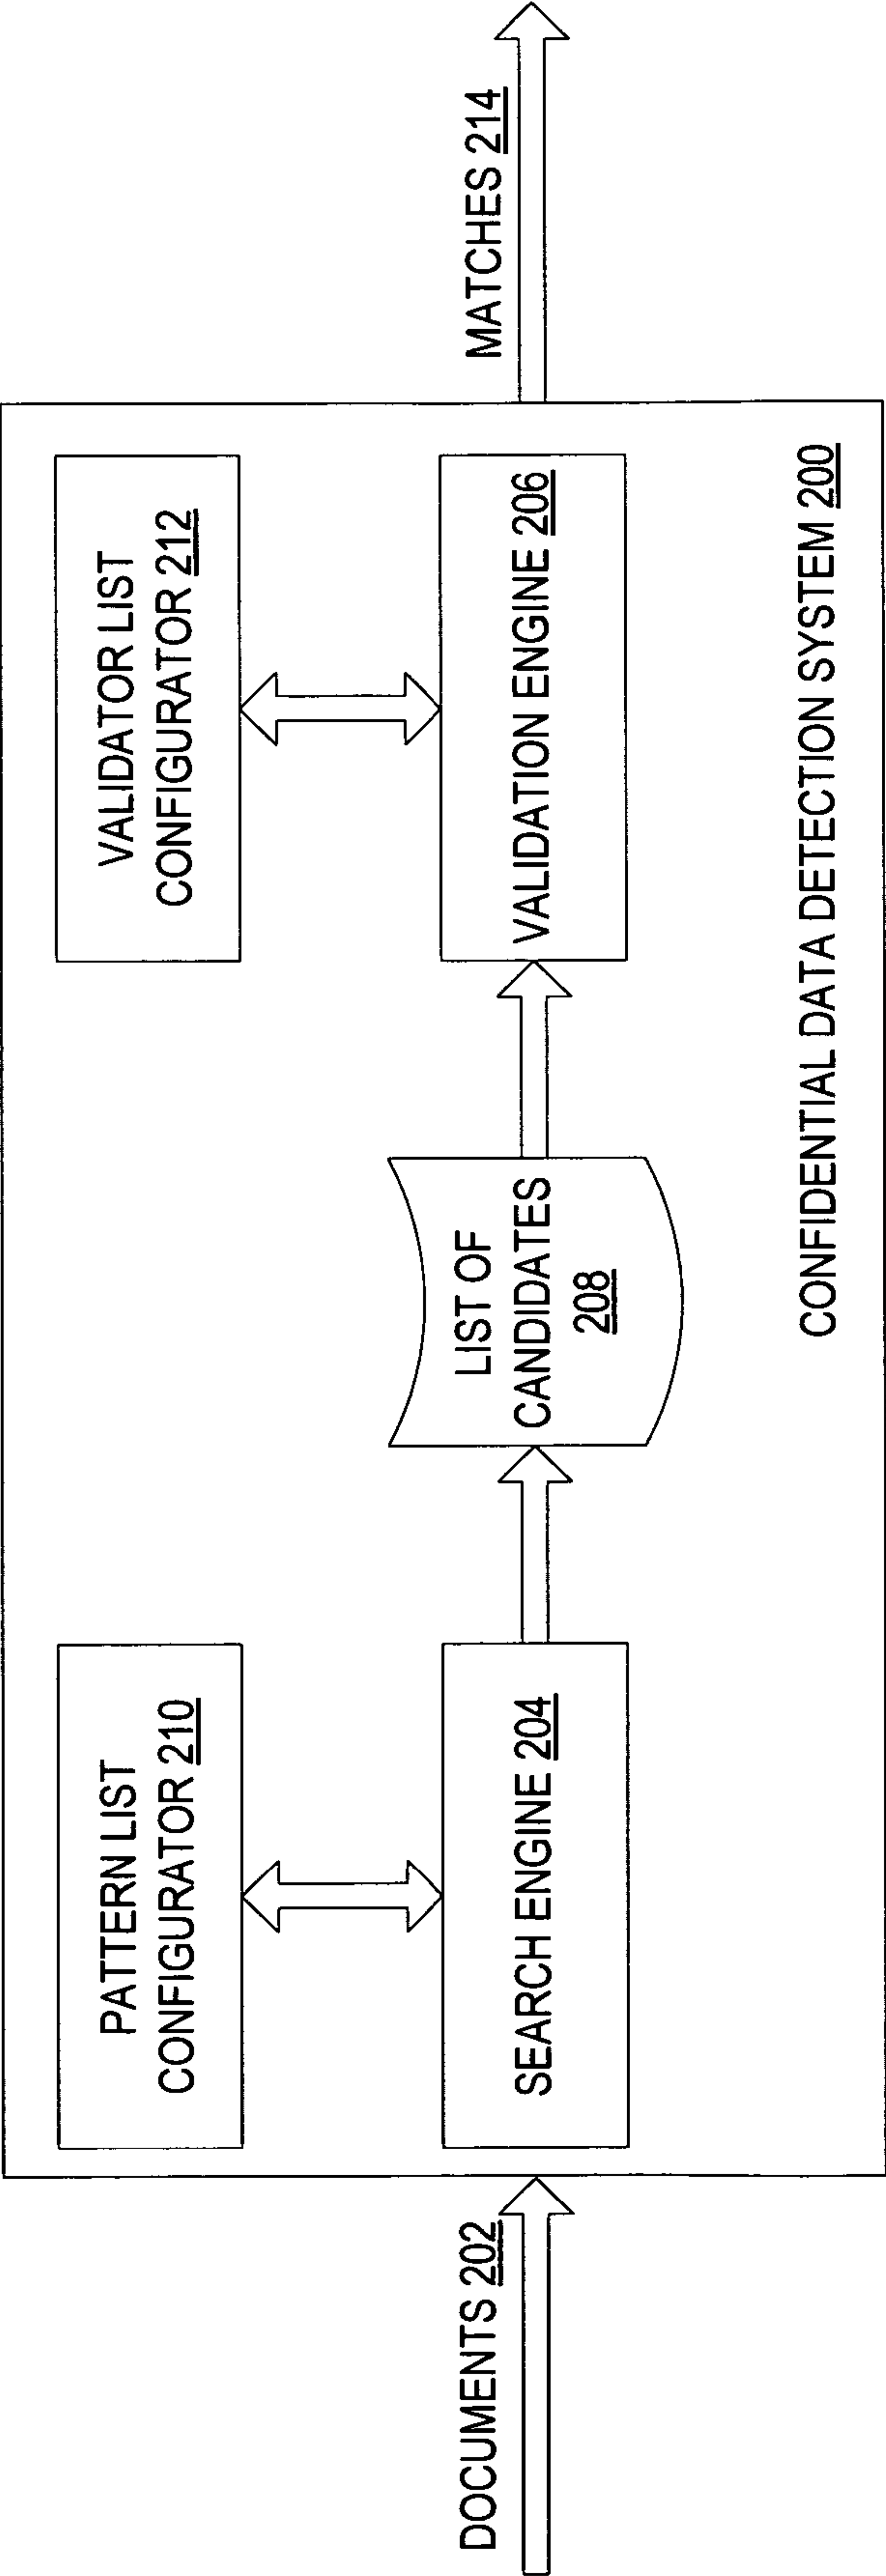 DOCUMENTS 202
PATTERN LIST
CONFIGURATOR 210
SEARCH ENGINE 204
LIST OF
CANDIDATES
208
VALIDATOR LIST
CONFIGURATOR 212
VALIDATION ENGINE 206
CONFIDENTIAL DATA DETECTION SYSTEM 200
MATCHES 214